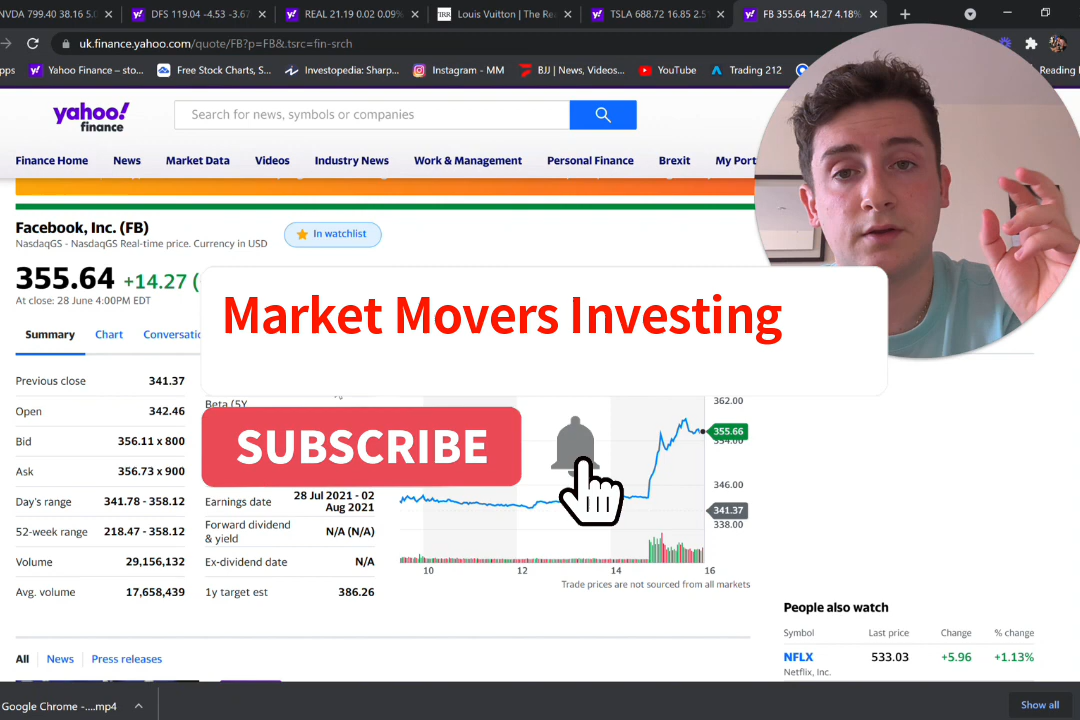 NVDA 799.40 38.16 5.0
DFS 119.04 -4.53 -3.67
REAL 21.19 0.02 0.09%
Louis Vuitton | The Re
TSLA 688.72 16.85 2.5
FB 355.64 14.27 4.18%
uk.finance.yahoo.com/quote/FB?p=FB&.tsrc=fin-srch
pps
Yahoo Finance – sto...
Free Stock Charts, S...
Investopedia: Sharp...
Instagram - MM
BJJ | News, Videos...
YouTube
Trading 212
Reading
yahoo!
finance
Search for news, symbols or companies
Finance Home News Market Data Videos Industry News Work & Management Personal Finance Brexit My Port
Facebook, Inc. (FB)
NasdaqGS - NasdaqGS Real-time price. Currency in USD
In watchlist
355.64 +14.27 (
At close: 28 June 4:00PM EDT
Market Movers Investing
Summary Chart Conversatio
SUBSCRIBE
Previous close 341.37
Open 342.46
Bid 356.11 x 800
Ask 356.73 x 900
Day's range 341.78 - 358.12
52-week range 218.47 - 358.12
Volume 29,156,132
Avg. volume 17,658,439
Beta (5Y
Earnings date 28 Jul 2021 - 02
Aug 2021
Forward dividend
& yield N/A (N/A)
Ex-dividend date N/A
1y target est 386.26
362.00
355.66
354.00
346.00
341.37
338.00
10 12 14 16
Trade prices are not sourced from all markets
People also watch
Symbol Last price Change % change
NFLX 533.03 +5.96 +1.13%
Netflix, Inc.
All News Press releases
Google Chrome -....mp4
Show all